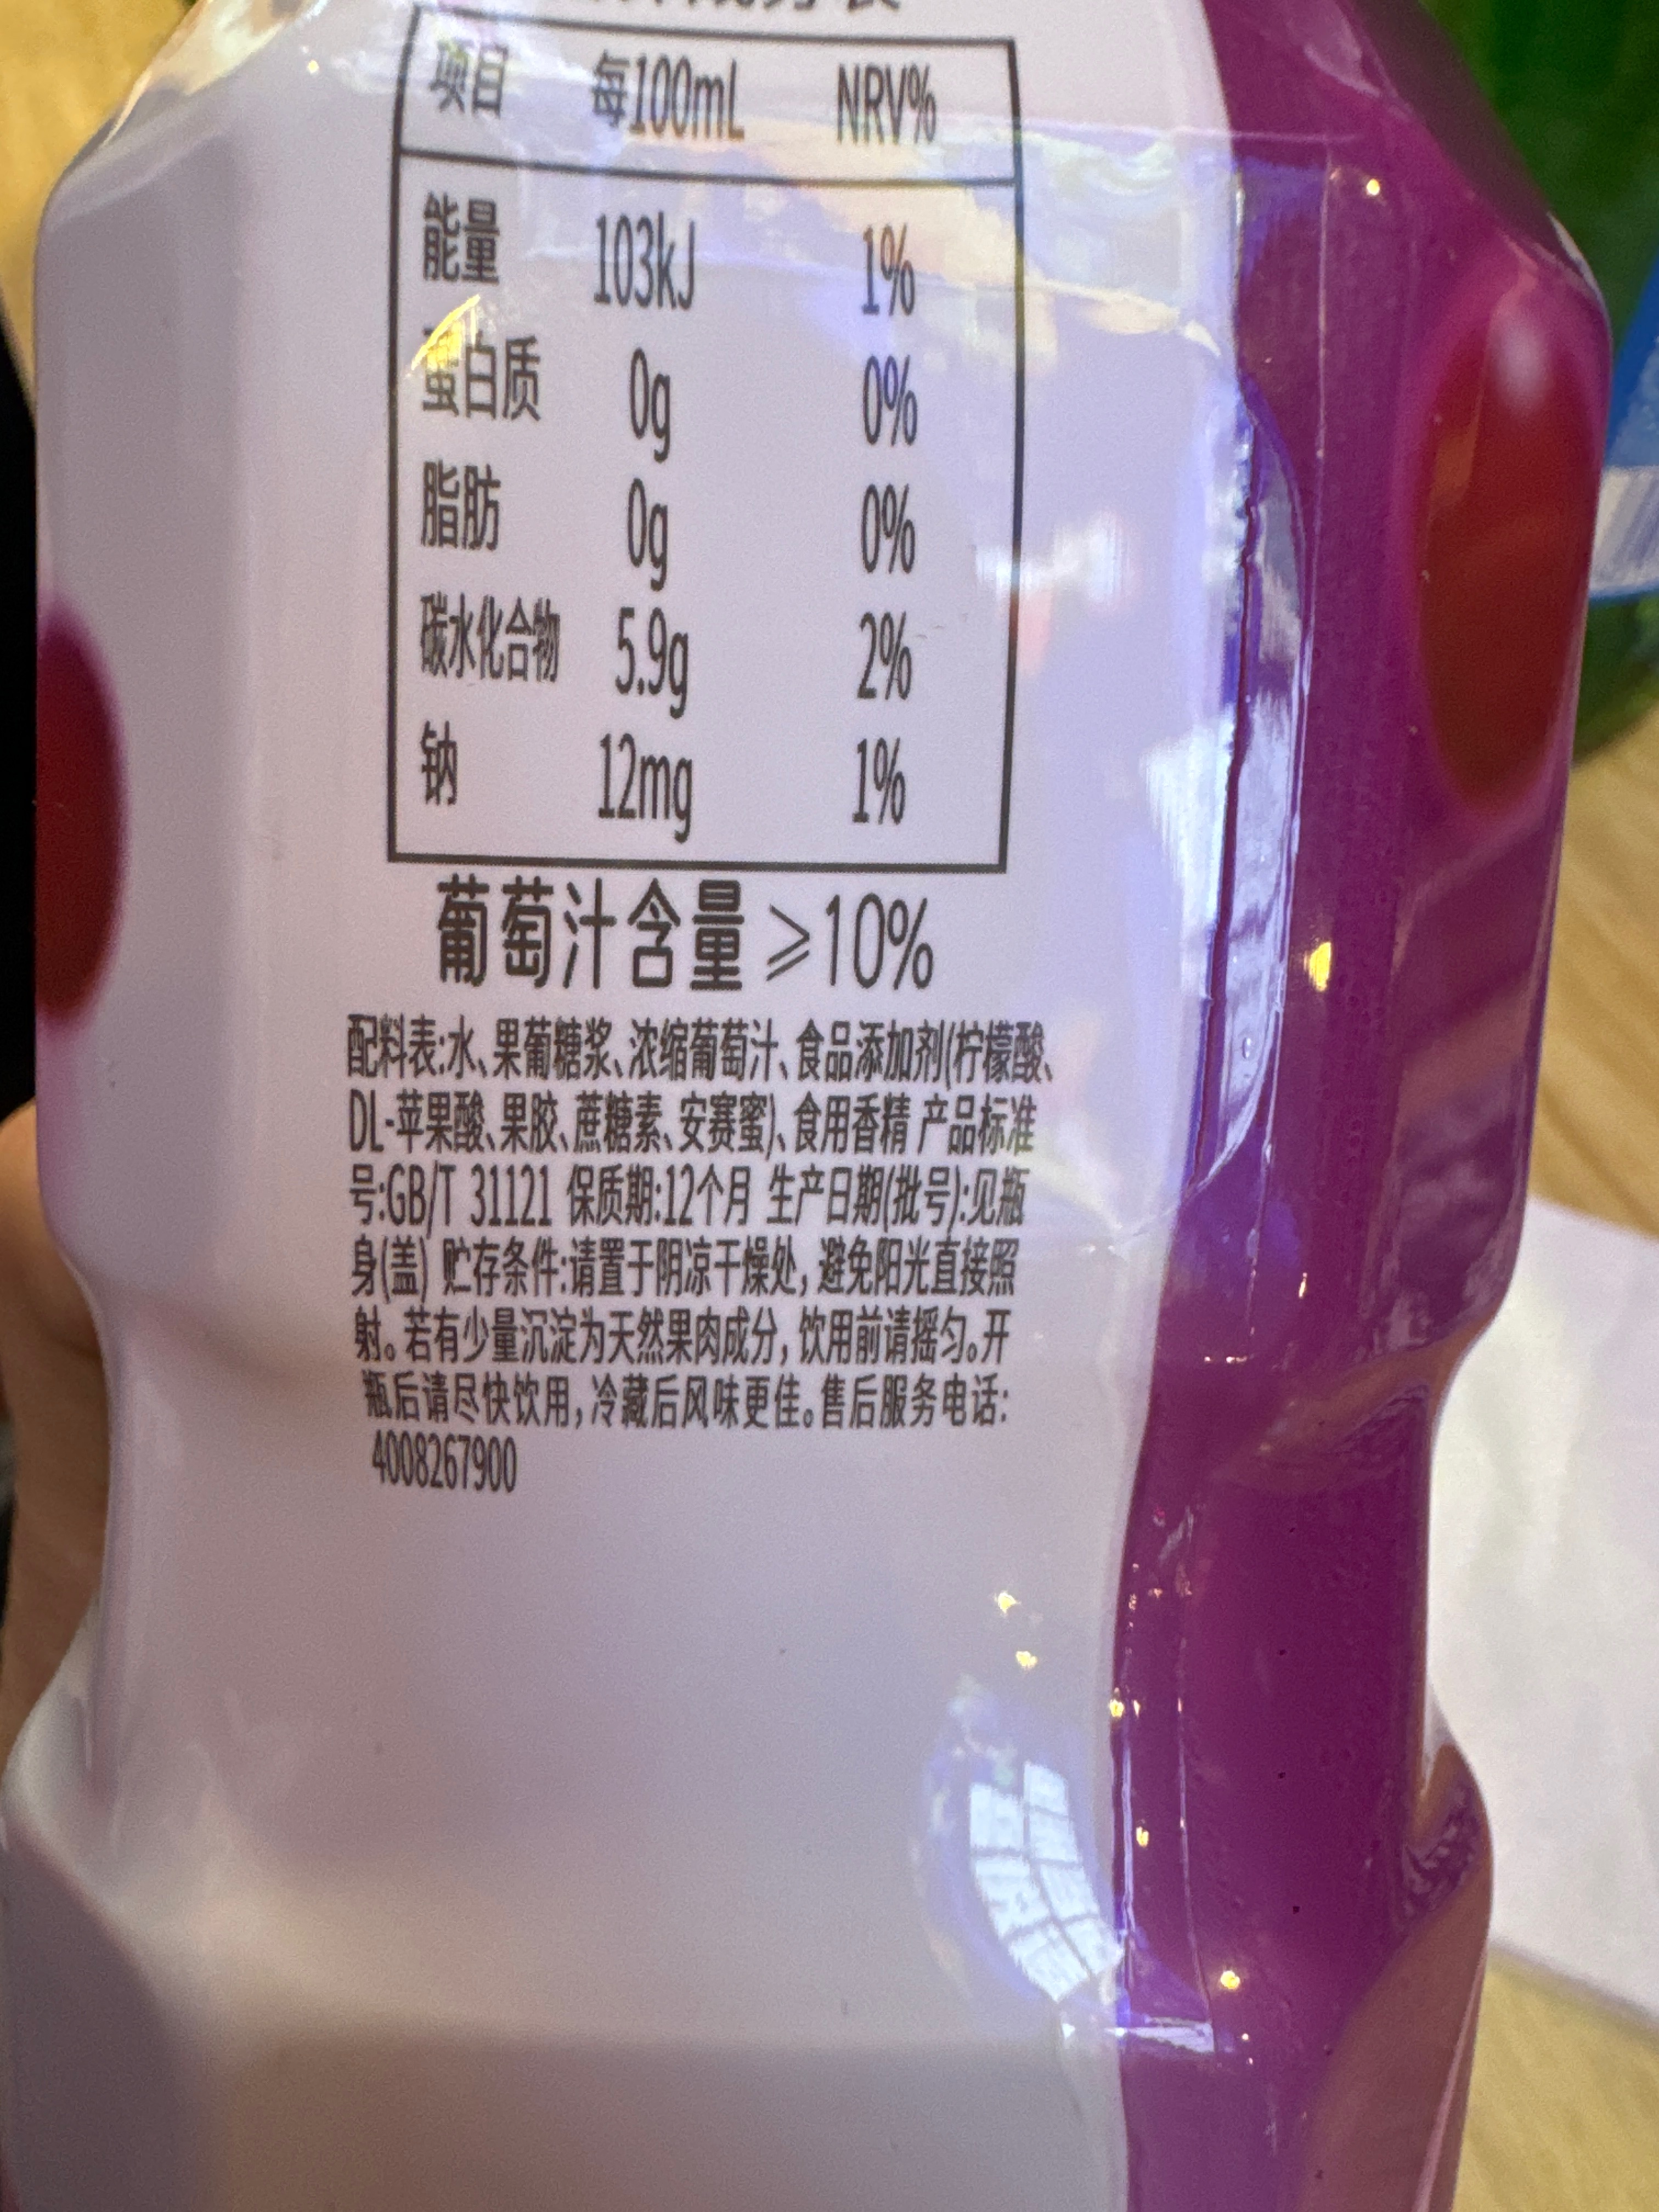 项目 每100mL NRV%
能量 103kJ 1%
蛋白质 0g 0%
脂肪 0g 0%
碳水化合物 5.9g 2%
钠 12mg 1%
葡萄汁含量≥10%
配料表:水、果葡糖浆、浓缩葡萄汁、食品添加剂(柠檬酸、
DL-苹果酸、果胶、蔗糖素、安赛蜜)、食用香精 产品标准
号:GB/T 31121 保质期:12个月 生产日期(批号):见瓶
身(盖) 贮存条件:请置于阴凉干燥处,避免阳光直接照
射。若有少量沉淀为天然果肉成分,饮用前请摇匀。开
瓶后请尽快饮用,冷藏后风味更佳。售后服务电话:
4008267900